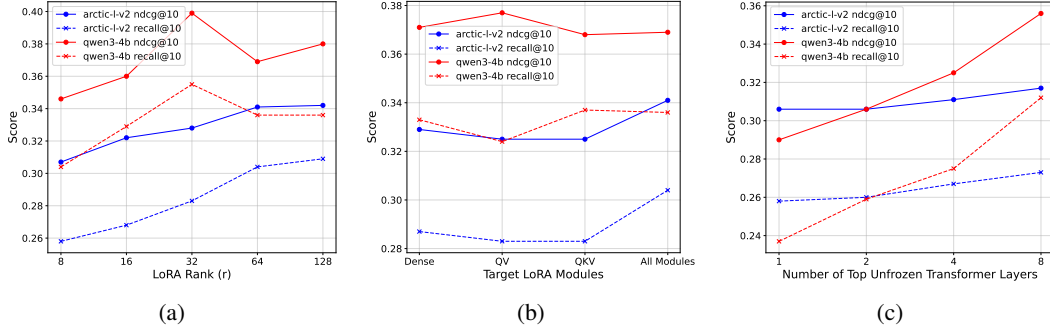 arctic-l-v2 ndcg@10
arctic-l-v2 recall@10
qwen3-4b ndcg@10
qwen3-4b recall@10
Score
0.40
0.38
0.36
0.34
0.32
0.30
0.28
0.26
8
16
32
64
128
LoRA Rank (r)
(a)
arctic-l-v2 ndcg@10
arctic-l-v2 recall@10
qwen3-4b ndcg@10
qwen3-4b recall@10
Score
0.38
0.36
0.34
0.32
0.30
0.28
Dense
QV
QKV
All Modules
Target LoRA Modules
(b)
arctic-l-v2 ndcg@10
arctic-l-v2 recall@10
qwen3-4b ndcg@10
qwen3-4b recall@10
Score
0.36
0.34
0.32
0.30
0.28
0.26
0.24
1
2
4
8
Number of Top Unfrozen Transformer Layers
(c)